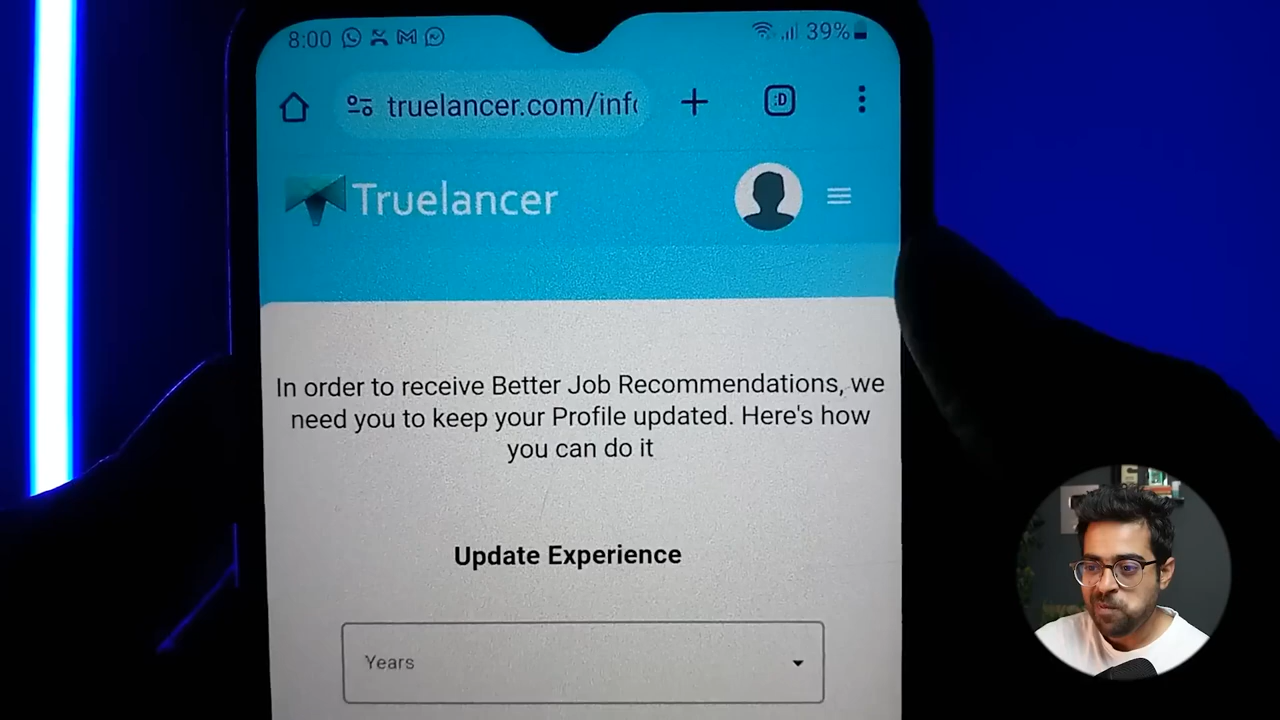 8:00 39%
truelancer.com/inf :D
Truelancer
In order to receive Better Job Recommendations, we
need you to keep your Profile updated. Here's how
you can do it
Update Experience
Years